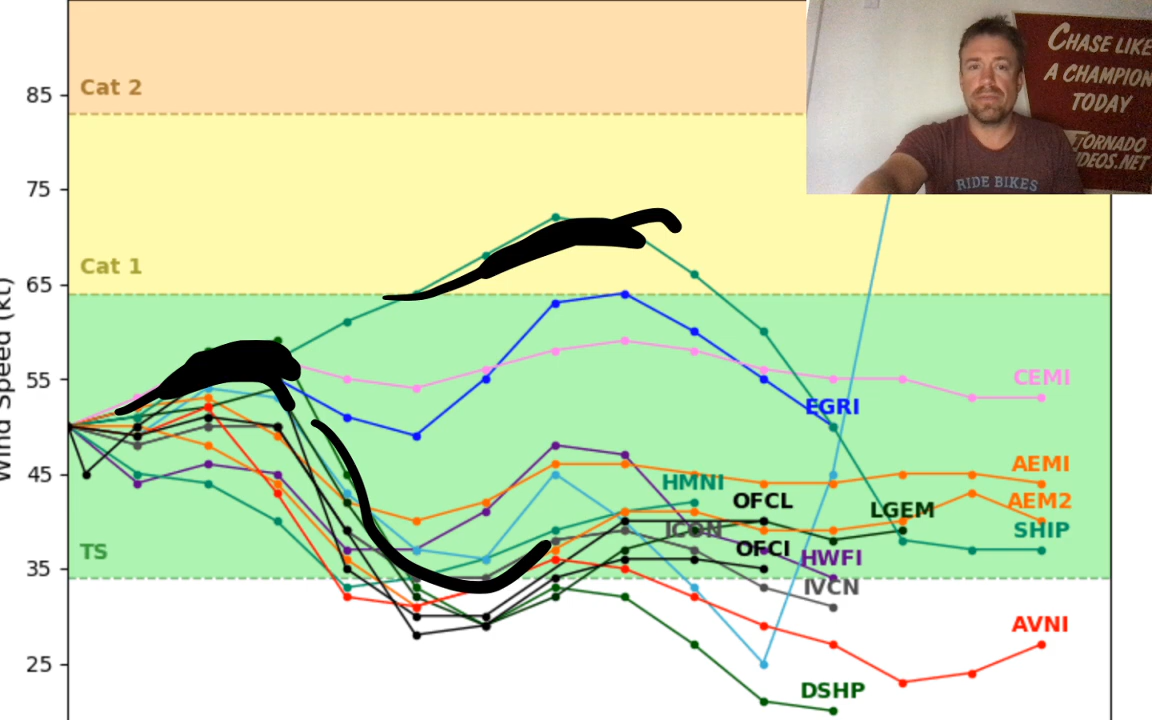 Cat 2
85
75
Wind Speed (kt)
Cat 1
65
55
45
TS
35
25
CHASE LIKE
A CHAMPION
TODAY
TORNADO
VIDEOS.NET
RIDE BIKES
CEMI
EGRI
AEMI
HMNI
OFCL
LGEM
AEM2
ICON
SHIP
OFCI
HWFI
IVCN
AVNI
DSHP